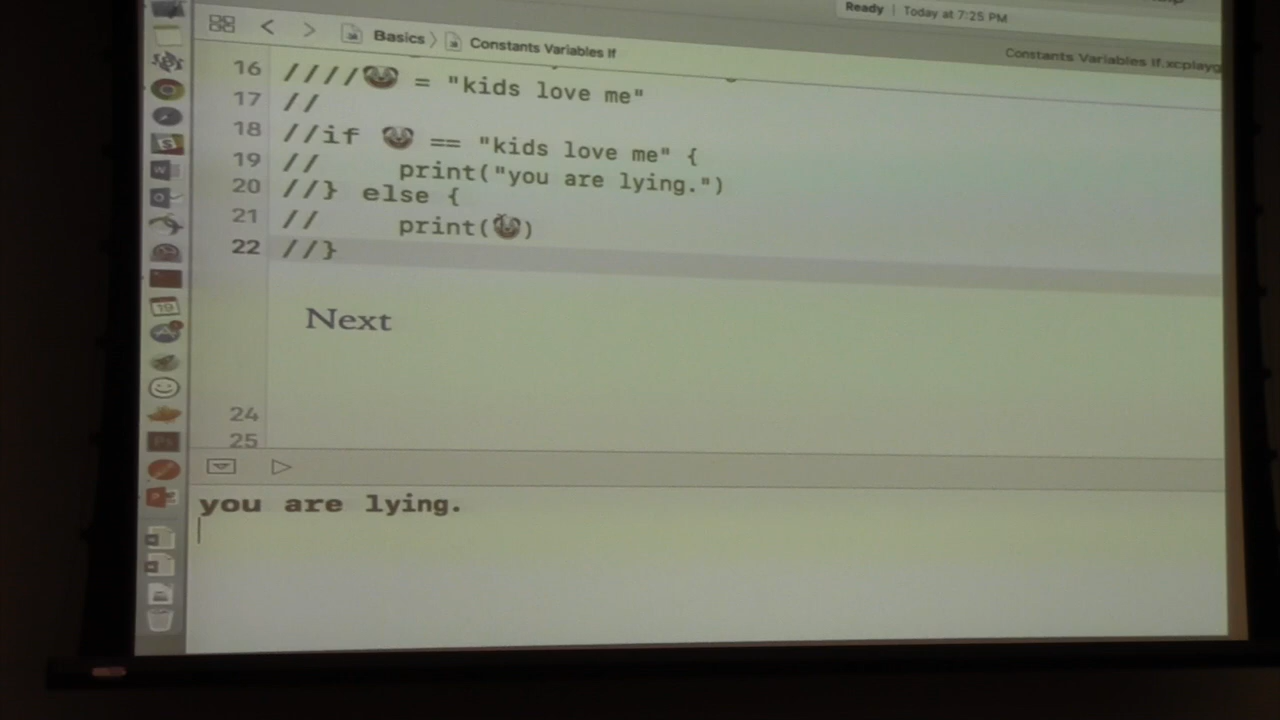 Ready | Today at 7:25 PM
Basics Constants Variables If
Constants Variables If.xcplayg
16 ////🤡 = "kids love me"
17 //
18 //if 🤡 == "kids love me" {
19 // print("you are lying.")
20 //} else {
21 // print(🤡)
22 //}
Next
24
25
you are lying.